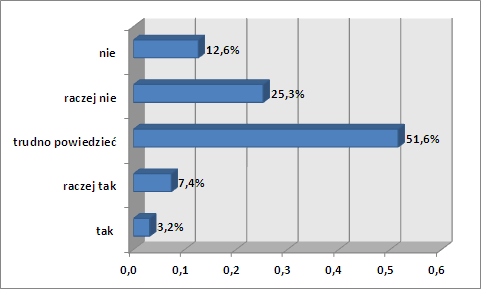 nie 12,6%
raczej nie 25,3%
trudno powiedzieć 51,6%
raczej tak 7,4%
tak 3,2%
0,0 0,1 0,2 0,3 0,4 0,5 0,6